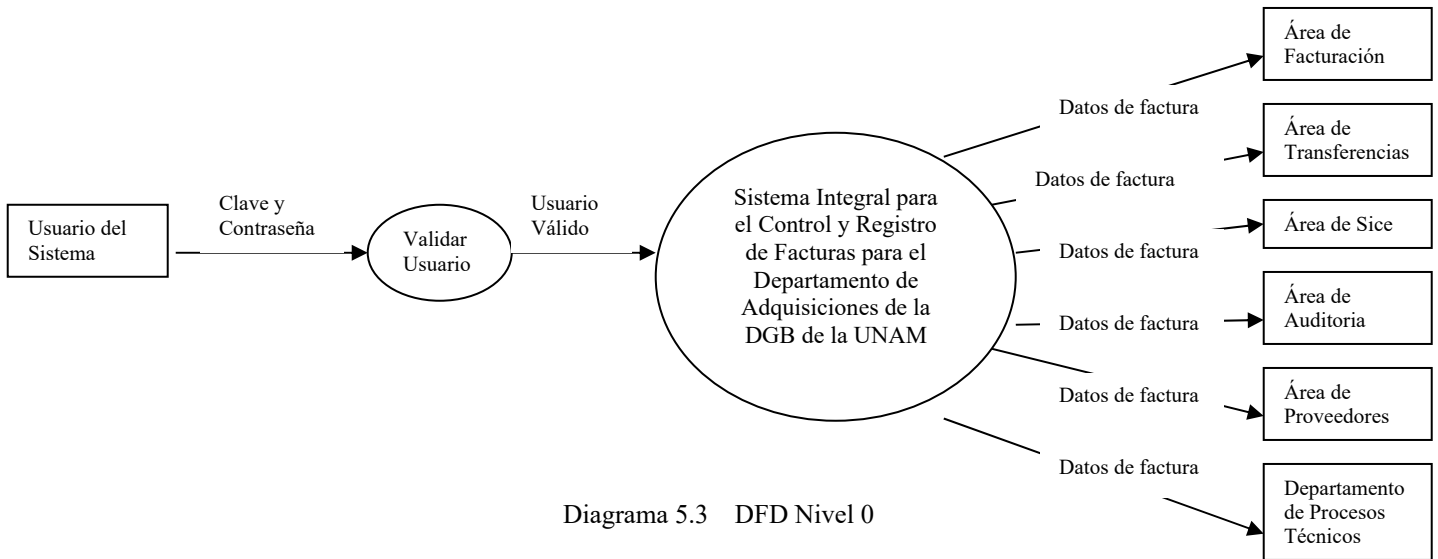 Usuario del
Sistema
Clave y
Contraseña
Validar
Usuario
Usuario
Válido
Sistema Integral para
el Control y Registro
de Facturas para el
Departamento de
Adquisiciones de la
DGB de la UNAM
Datos de factura
Datos de factura
Datos de factura
Datos de factura
Datos de factura
Datos de factura
Área de
Facturación
Área de
Transferencias
Área de Sice
Área de
Auditoria
Área de
Proveedores
Departamento
de Procesos
Técnicos
Diagrama 5.3 DFD Nivel 0